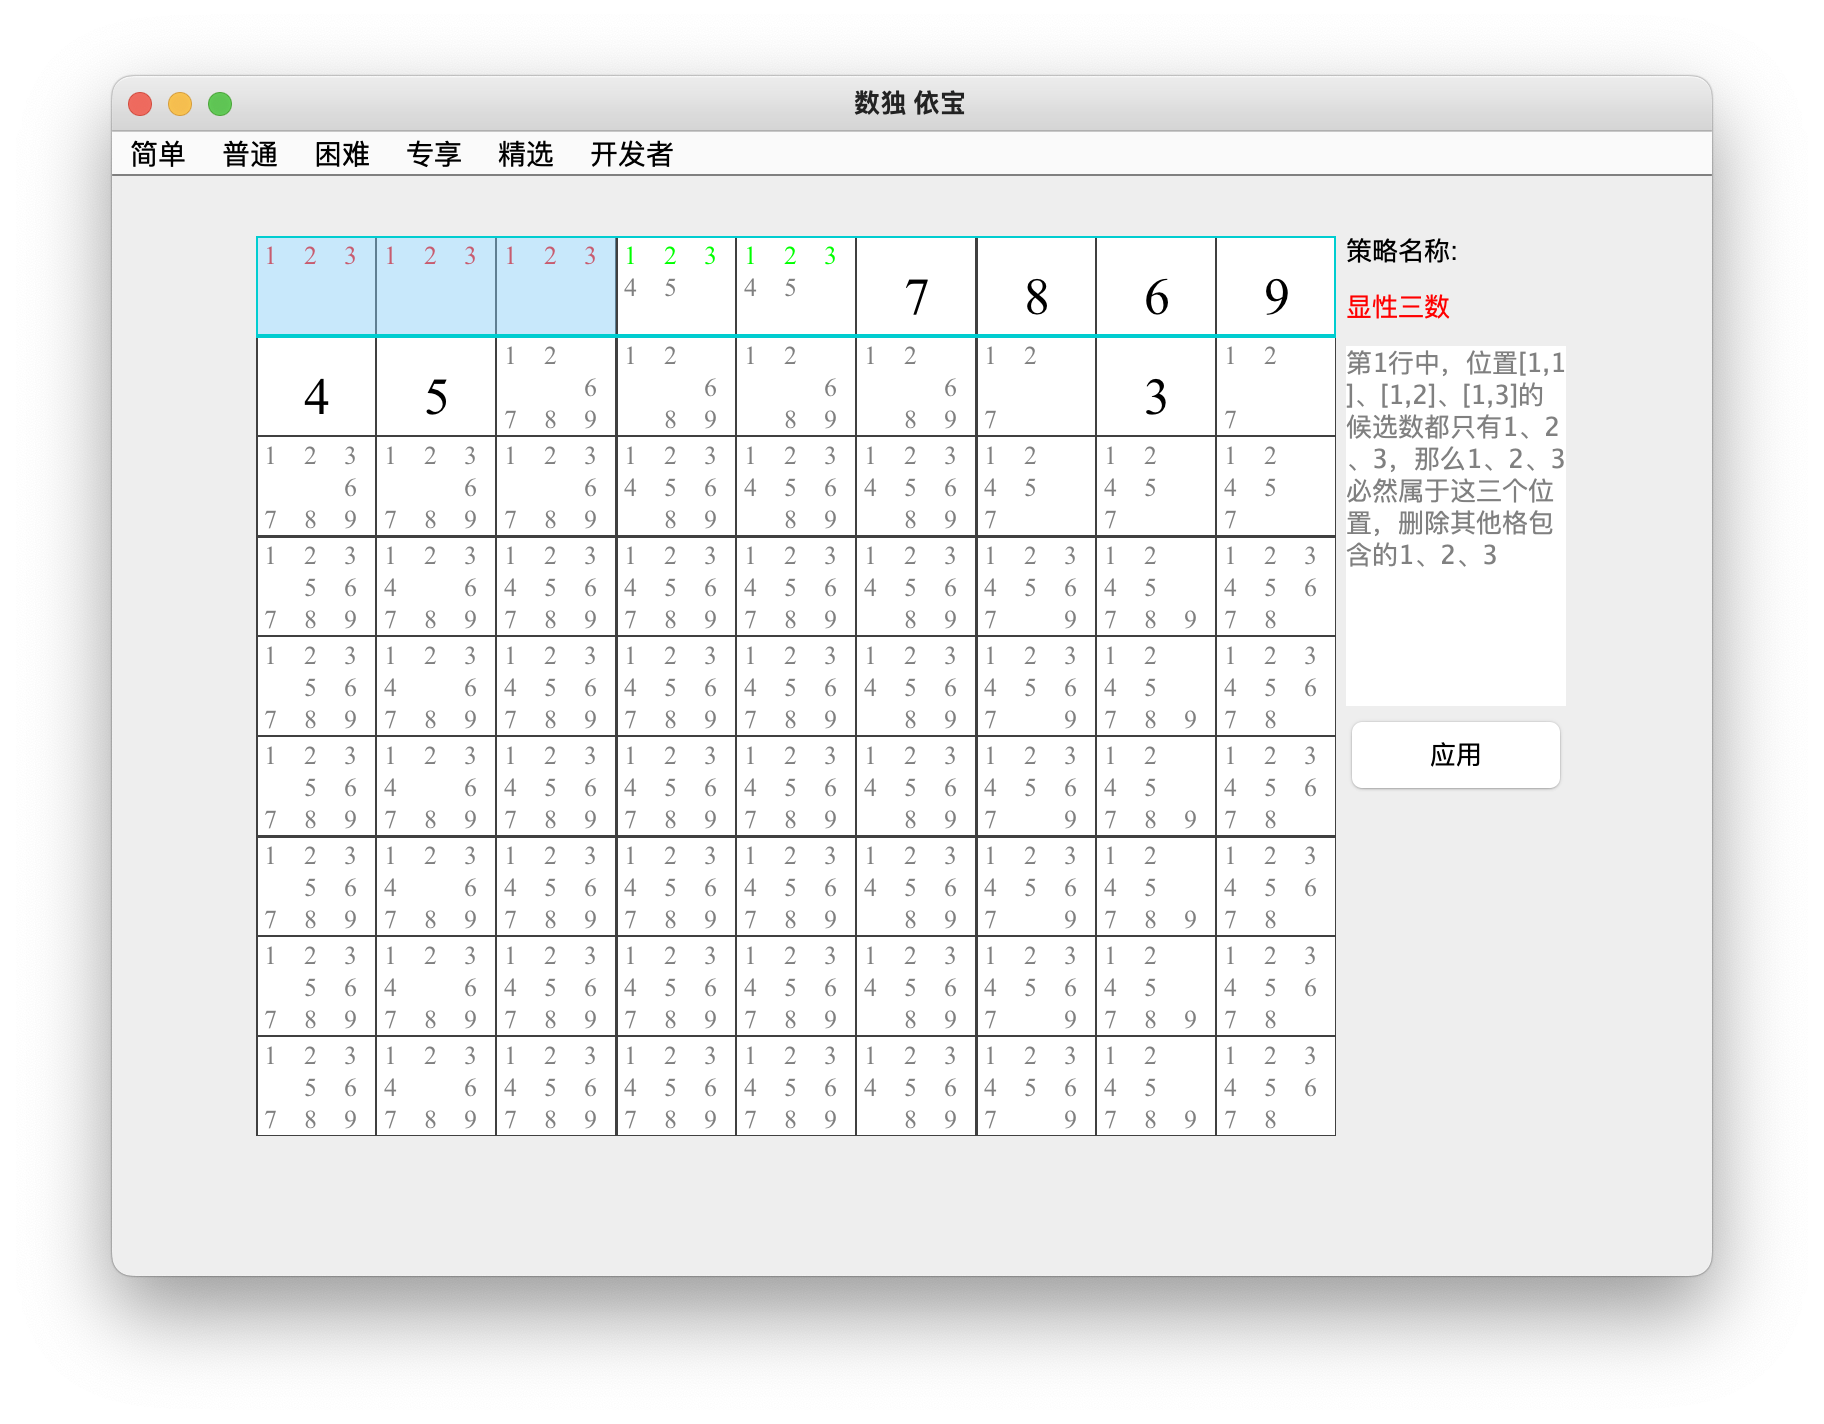 数独 依宝
简单 普通 困难 专享 精选 开发者
1 2 3 1 2 3 1 2 3 1 2 3 1 2 3
4 5 4 5 7 8 6 9
1 2 1 2 1 2 1 2 1 2 1 2
4 5 6 6 6 6 3
7 8 9 8 9 8 9 8 9 7 7
1 2 3 1 2 3 1 2 3 1 2 3 1 2 3 1 2 3 1 2 1 2 1 2
6 6 6 4 5 6 4 5 6 4 5 6 4 5 4 5 4 5
7 8 9 7 8 9 7 8 9 8 9 8 9 8 9 7 7 7
1 2 3 1 2 3 1 2 3 1 2 3 1 2 3 1 2 3 1 2 3 1 2 1 2 3
5 6 4 6 4 5 6 4 5 6 4 5 6 4 5 6 4 5 6 4 5 4 5 6
7 8 9 7 8 9 7 8 9 7 8 9 7 8 9 8 9 7 9 7 8 9 7 8
1 2 3 1 2 3 1 2 3 1 2 3 1 2 3 1 2 3 1 2 3 1 2 1 2 3
5 6 4 6 4 5 6 4 5 6 4 5 6 4 5 6 4 5 6 4 5 4 5 6
7 8 9 7 8 9 7 8 9 7 8 9 7 8 9 8 9 7 9 7 8 9 7 8
1 2 3 1 2 3 1 2 3 1 2 3 1 2 3 1 2 3 1 2 3 1 2 1 2 3
5 6 4 6 4 5 6 4 5 6 4 5 6 4 5 6 4 5 6 4 5 4 5 6
7 8 9 7 8 9 7 8 9 7 8 9 7 8 9 8 9 7 9 7 8 9 7 8
1 2 3 1 2 3 1 2 3 1 2 3 1 2 3 1 2 3 1 2 3 1 2 1 2 3
5 6 4 6 4 5 6 4 5 6 4 5 6 4 5 6 4 5 6 4 5 4 5 6
7 8 9 7 8 9 7 8 9 7 8 9 7 8 9 8 9 7 9 7 8 9 7 8
1 2 3 1 2 3 1 2 3 1 2 3 1 2 3 1 2 3 1 2 3 1 2 1 2 3
5 6 4 6 4 5 6 4 5 6 4 5 6 4 5 6 4 5 6 4 5 4 5 6
7 8 9 7 8 9 7 8 9 7 8 9 7 8 9 8 9 7 9 7 8 9 7 8
1 2 3 1 2 3 1 2 3 1 2 3 1 2 3 1 2 3 1 2 3 1 2 1 2 3
5 6 4 6 4 5 6 4 5 6 4 5 6 4 5 6 4 5 6 4 5 4 5 6
7 8 9 7 8 9 7 8 9 7 8 9 7 8 9 8 9 7 9 7 8 9 7 8
策略名称:
显性三数
第1行中，位置[1,1
]、[1,2]、[1,3]的
候选数都只有1、2
、3，那么1、2、3
必然属于这三个位
置，删除其他格包
含的1、2、3
应用